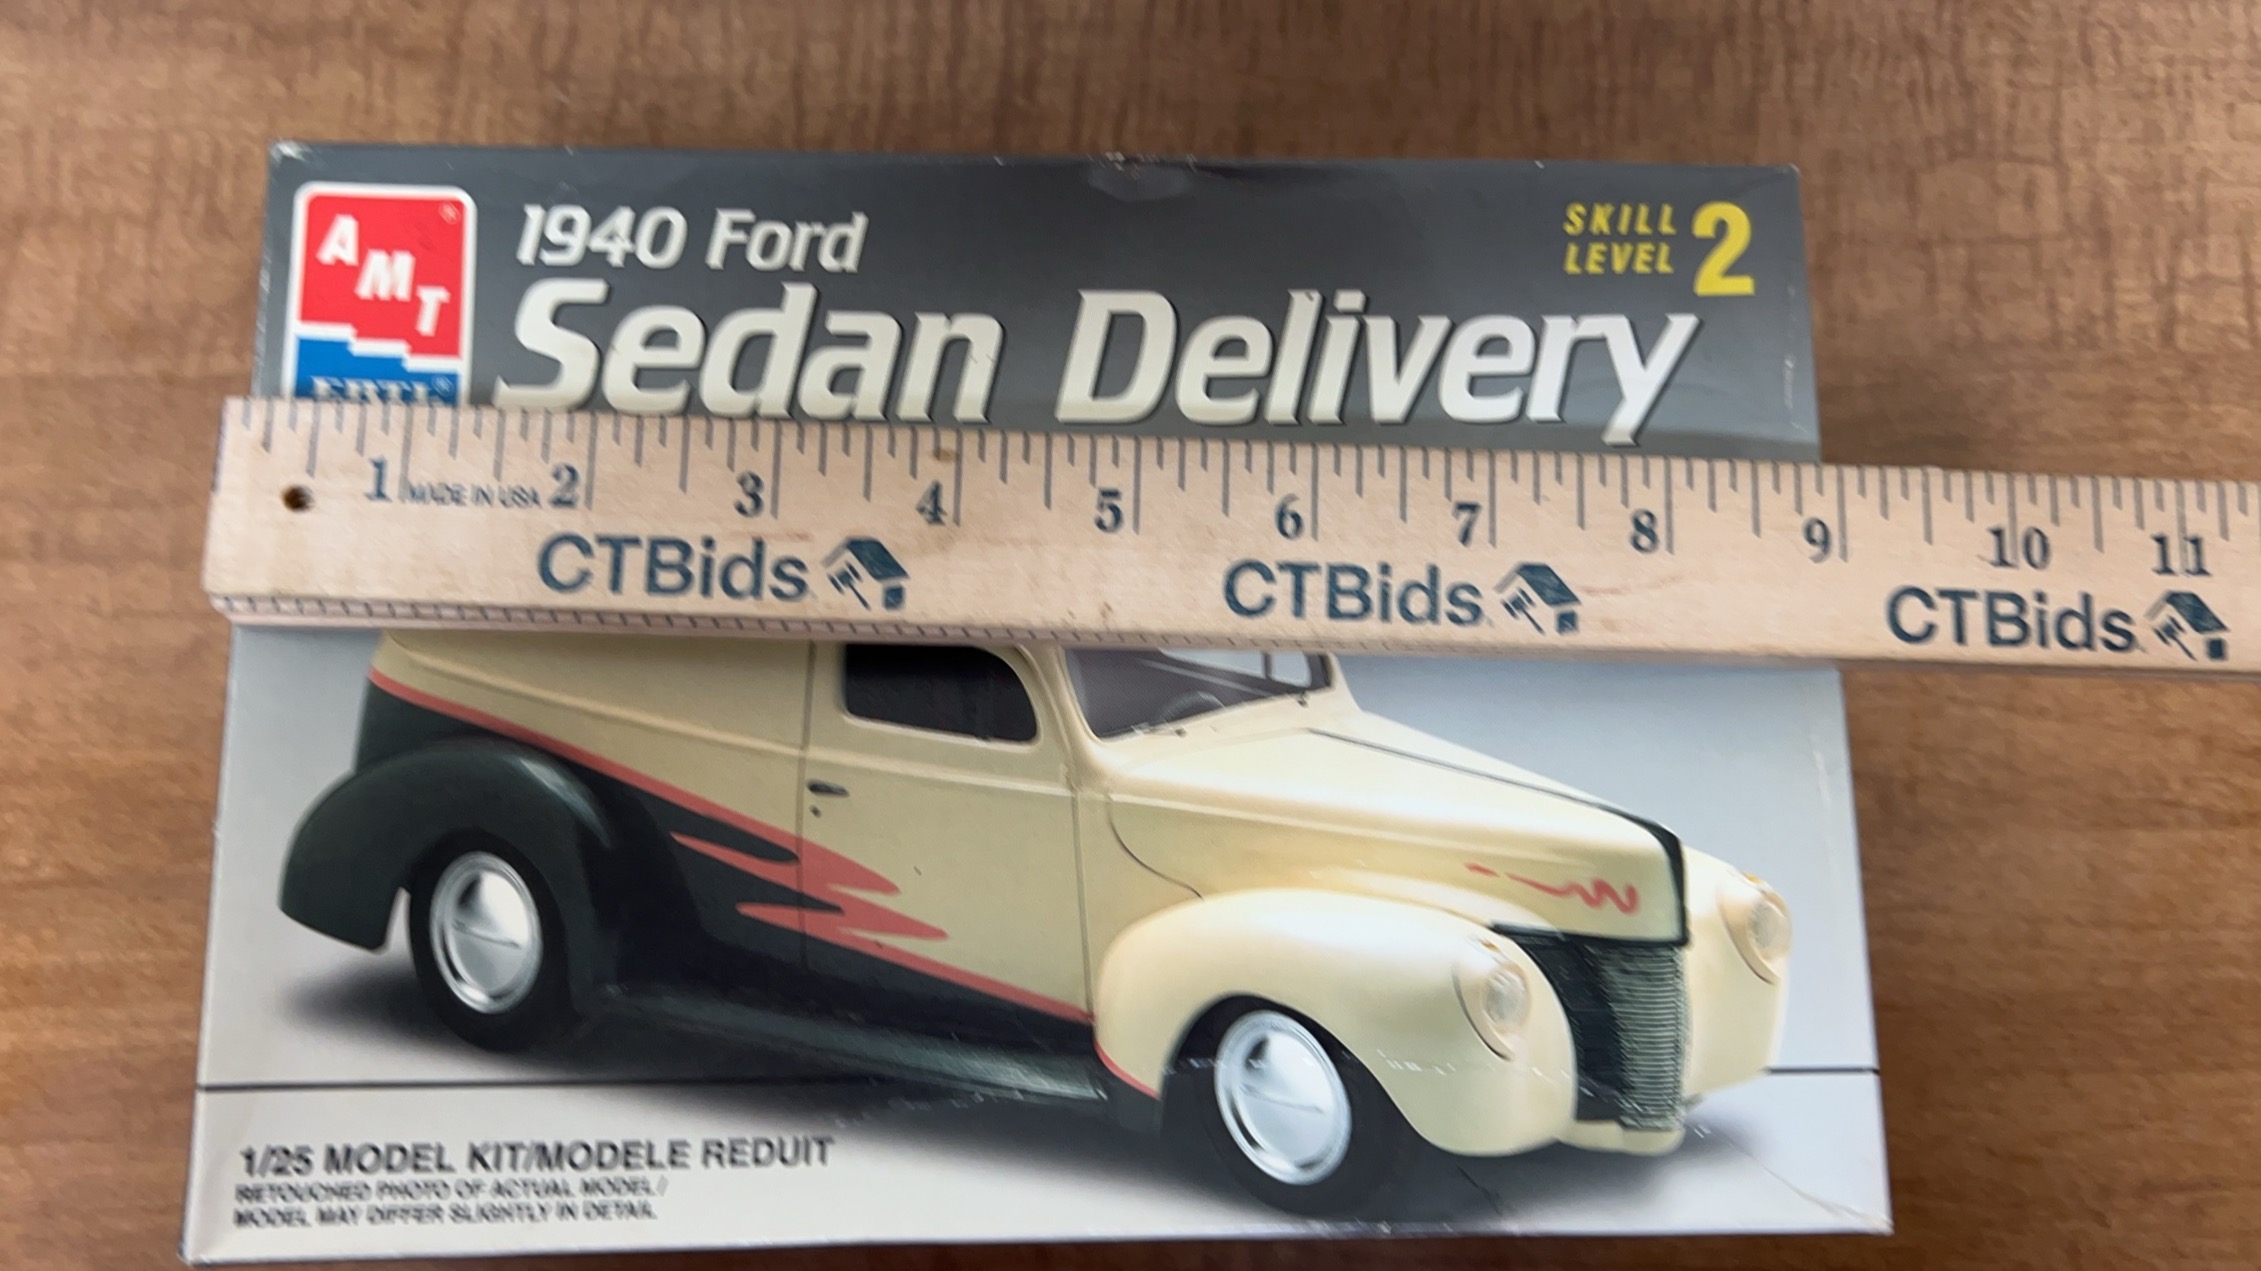 AMT®
ERTL®
1940 Ford
Sedan Delivery
SKILL
LEVEL 2
1 MADE IN USA 2 3 4 5 6 7 8 9 10 11
CTBids CTBids CTBids
1/25 MODEL KIT/MODELE REDUIT
RETOUCHED PHOTO OF ACTUAL MODEL/
MODEL MAY DIFFER SLIGHTLY IN DETAIL